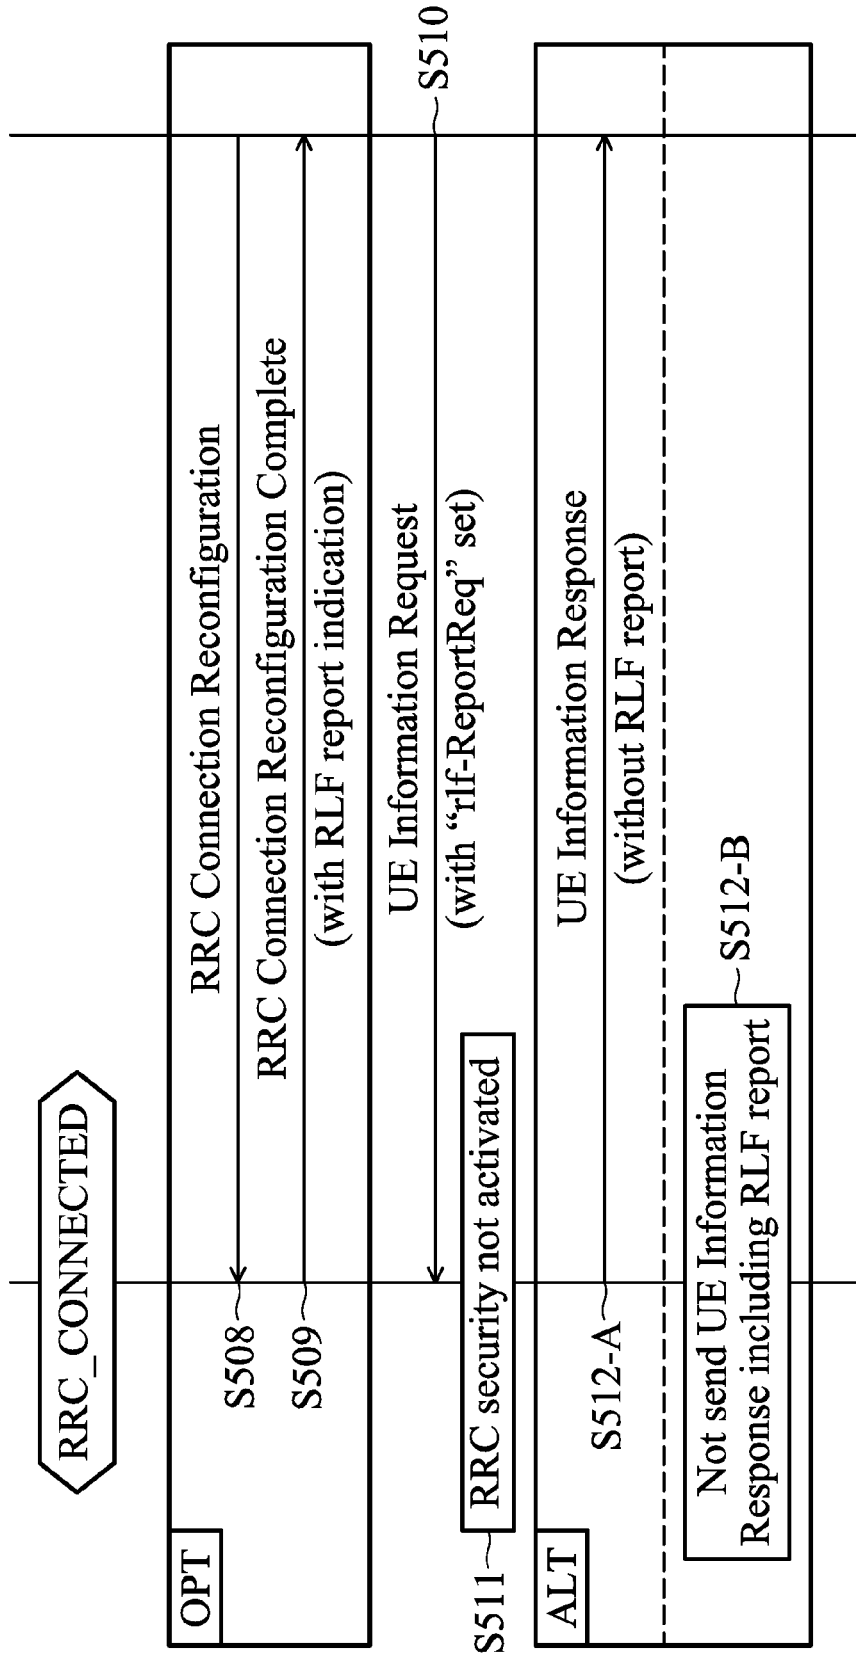 RRC_CONNECTED
OPT
RRC Connection Reconfiguration
S508
RRC Connection Reconfiguration Complete
(with RLF report indication)
S509
UE Information Request
(with “rlf-ReportReq” set)
S510
RRC security not activated
S511
ALT
UE Information Response
(without RLF report)
S512-A
Not send UE Information
Response including RLF report
S512-B